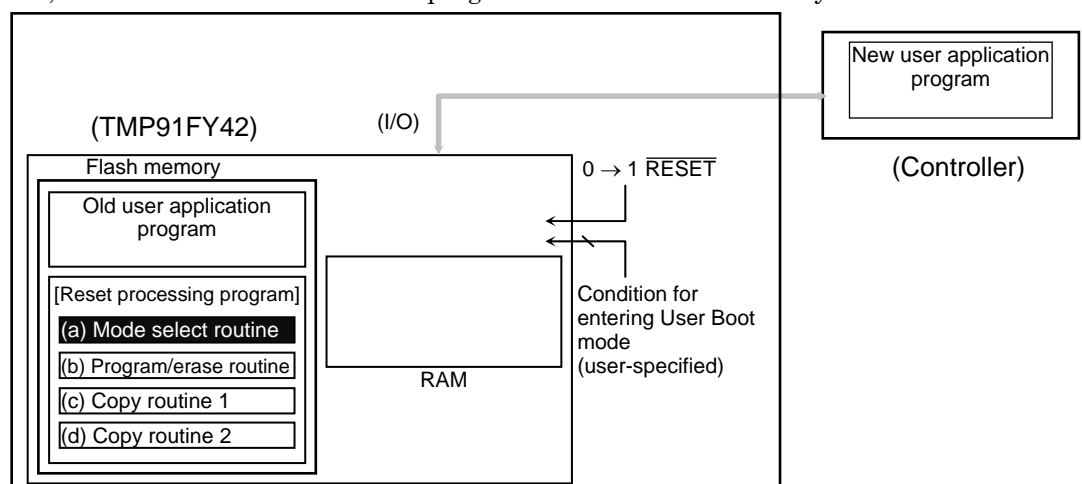 New user application
program
(TMP91FY42)
(I/O)
(Controller)
Flash memory
0 → 1 RESET
Old user application
program
[Reset processing program]
(a) Mode select routine
(b) Program/erase routine
(c) Copy routine 1
(d) Copy routine 2
RAM
Condition for
entering User Boot
mode
(user-specified)